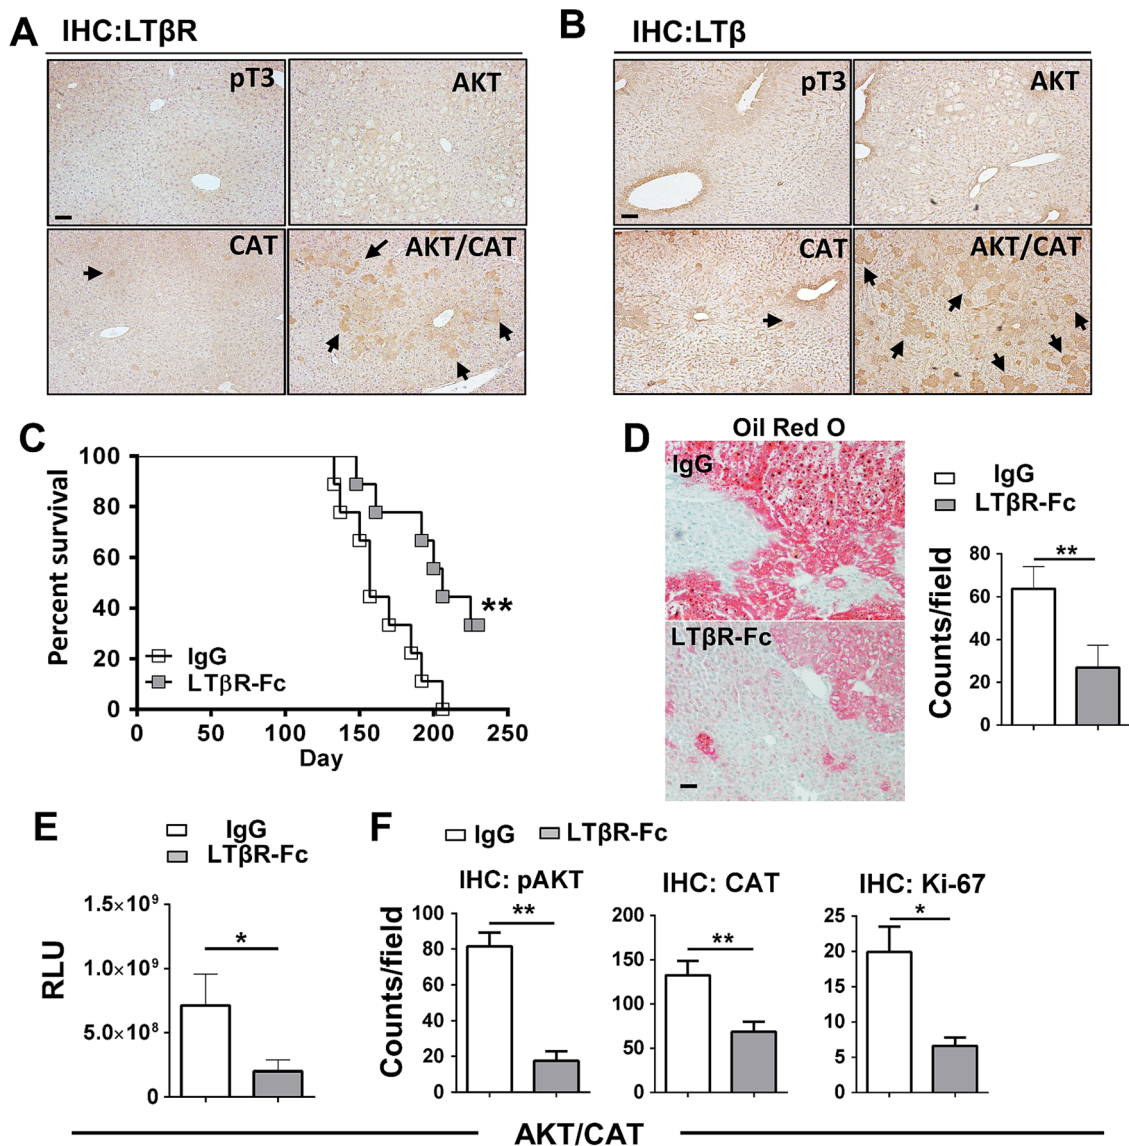 A
IHC:LTβR
pT3
AKT
CAT
AKT/CAT
B
IHC:LTβ
pT3
AKT
CAT
AKT/CAT
C
Percent survival
100
80
60
40
20
0
**
IgG
LTβR-Fc
0 50 100 150 200 250
Day
D
Oil Red O
IgG
LTβR-Fc
IgG
LTβR-Fc
Counts/field
80
60
40
20
0
**
E
IgG
LTβR-Fc
RLU
1.5×10⁹
1.0×10⁹
5.0×10⁸
0
*
F
IgG LTβR-Fc
IHC: pAKT
Counts/field
100
80
60
40
20
0
**
IHC: CAT
200
150
100
50
0
**
IHC: Ki-67
25
20
15
10
5
0
*
AKT/CAT